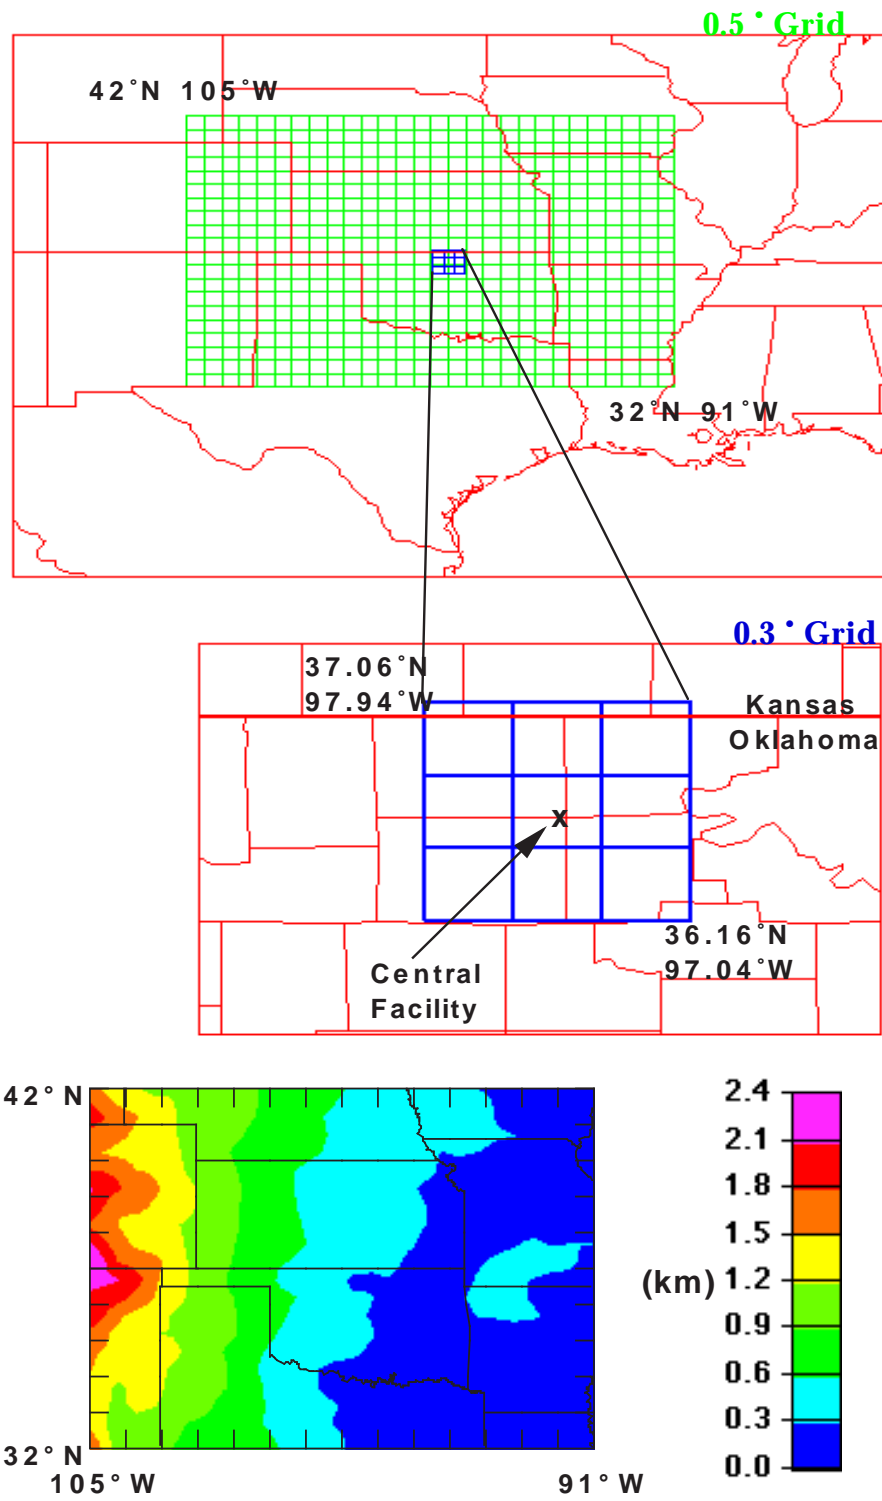 0.5° Grid
42°N 105°W
32°N 91°W
0.3° Grid
37.06°N
97.94°W
Kansas
Oklahoma
x
36.16°N
97.04°W
Central
Facility
42°N
32°N
105°W
91°W
2.4
2.1
1.8
1.5
(km)
1.2
0.9
0.6
0.3
0.0